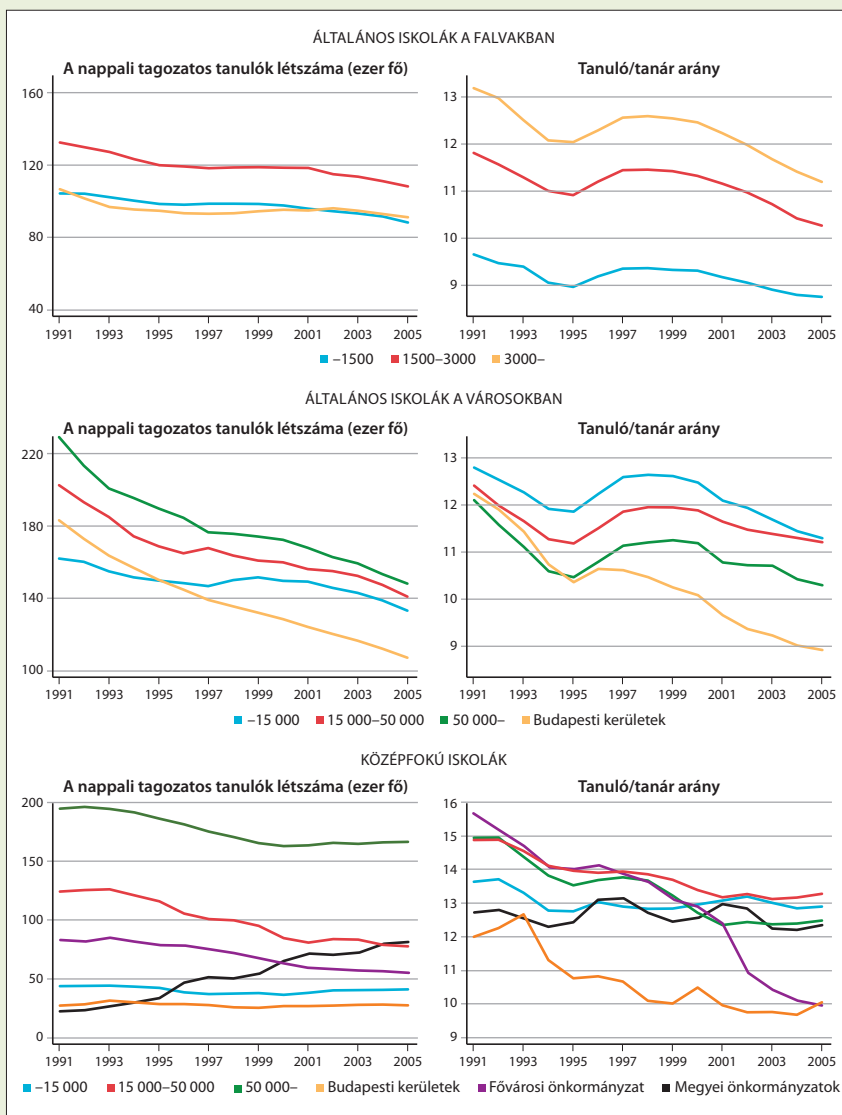 ÁLTALÁNOS ISKOLÁK A FALVAKBAN
A nappali tagozatos tanulók létszáma (ezer fő)
160
120
80
40
1991 1993 1995 1997 1999 2001 2003 2005
Tanuló/tanár arány
13
12
11
10
9
1991 1993 1995 1997 1999 2001 2003 2005
–1500 1500–3000 3000–
ÁLTALÁNOS ISKOLÁK A VÁROSOKBAN
A nappali tagozatos tanulók létszáma (ezer fő)
220
180
140
100
1991 1993 1995 1997 1999 2001 2003 2005
Tanuló/tanár arány
13
12
11
10
9
1991 1993 1995 1997 1999 2001 2003 2005
–15 000 15 000–50 000 50 000– Budapesti kerületek
KÖZÉPFOKÚ ISKOLÁK
A nappali tagozatos tanulók létszáma (ezer fő)
200
150
100
50
0
1991 1993 1995 1997 1999 2001 2003 2005
Tanuló/tanár arány
16
15
14
13
12
11
10
9
1991 1993 1995 1997 1999 2001 2003 2005
–15 000 15 000–50 000 50 000– Budapesti kerületek Fővárosi önkormányzat Megyei önkormányzatok